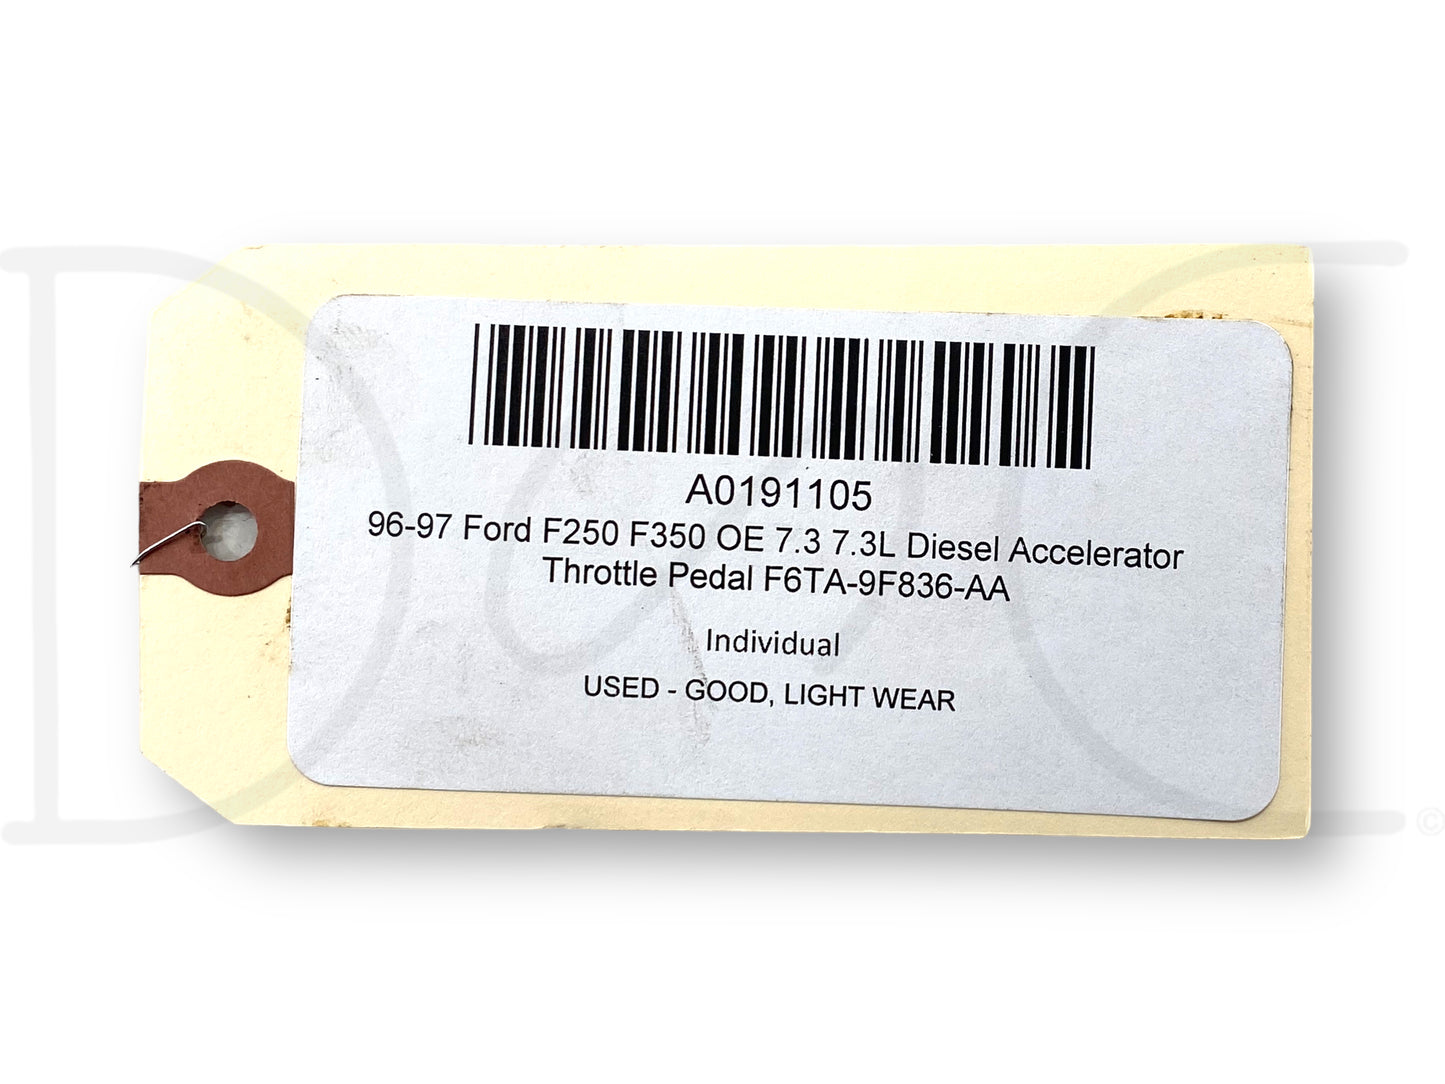 A0191105
96-97 Ford F250 F350 OE 7.3 7.3L Diesel Accelerator
Throttle Pedal F6TA-9F836-AA
Individual
USED - GOOD, LIGHT WEAR
©